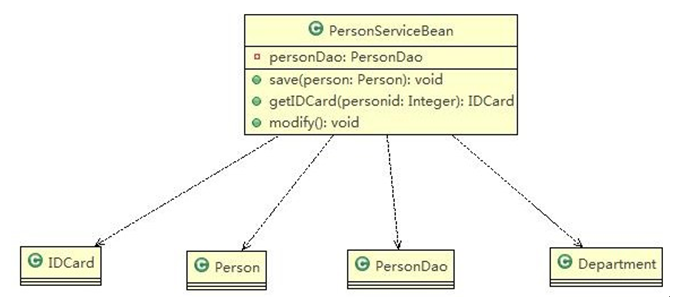 PersonServiceBean
personDao: PersonDao
save(person: Person): void
getIDCard(personid: Integer): IDCard
modify(): void
IDCard
Person
PersonDao
Department